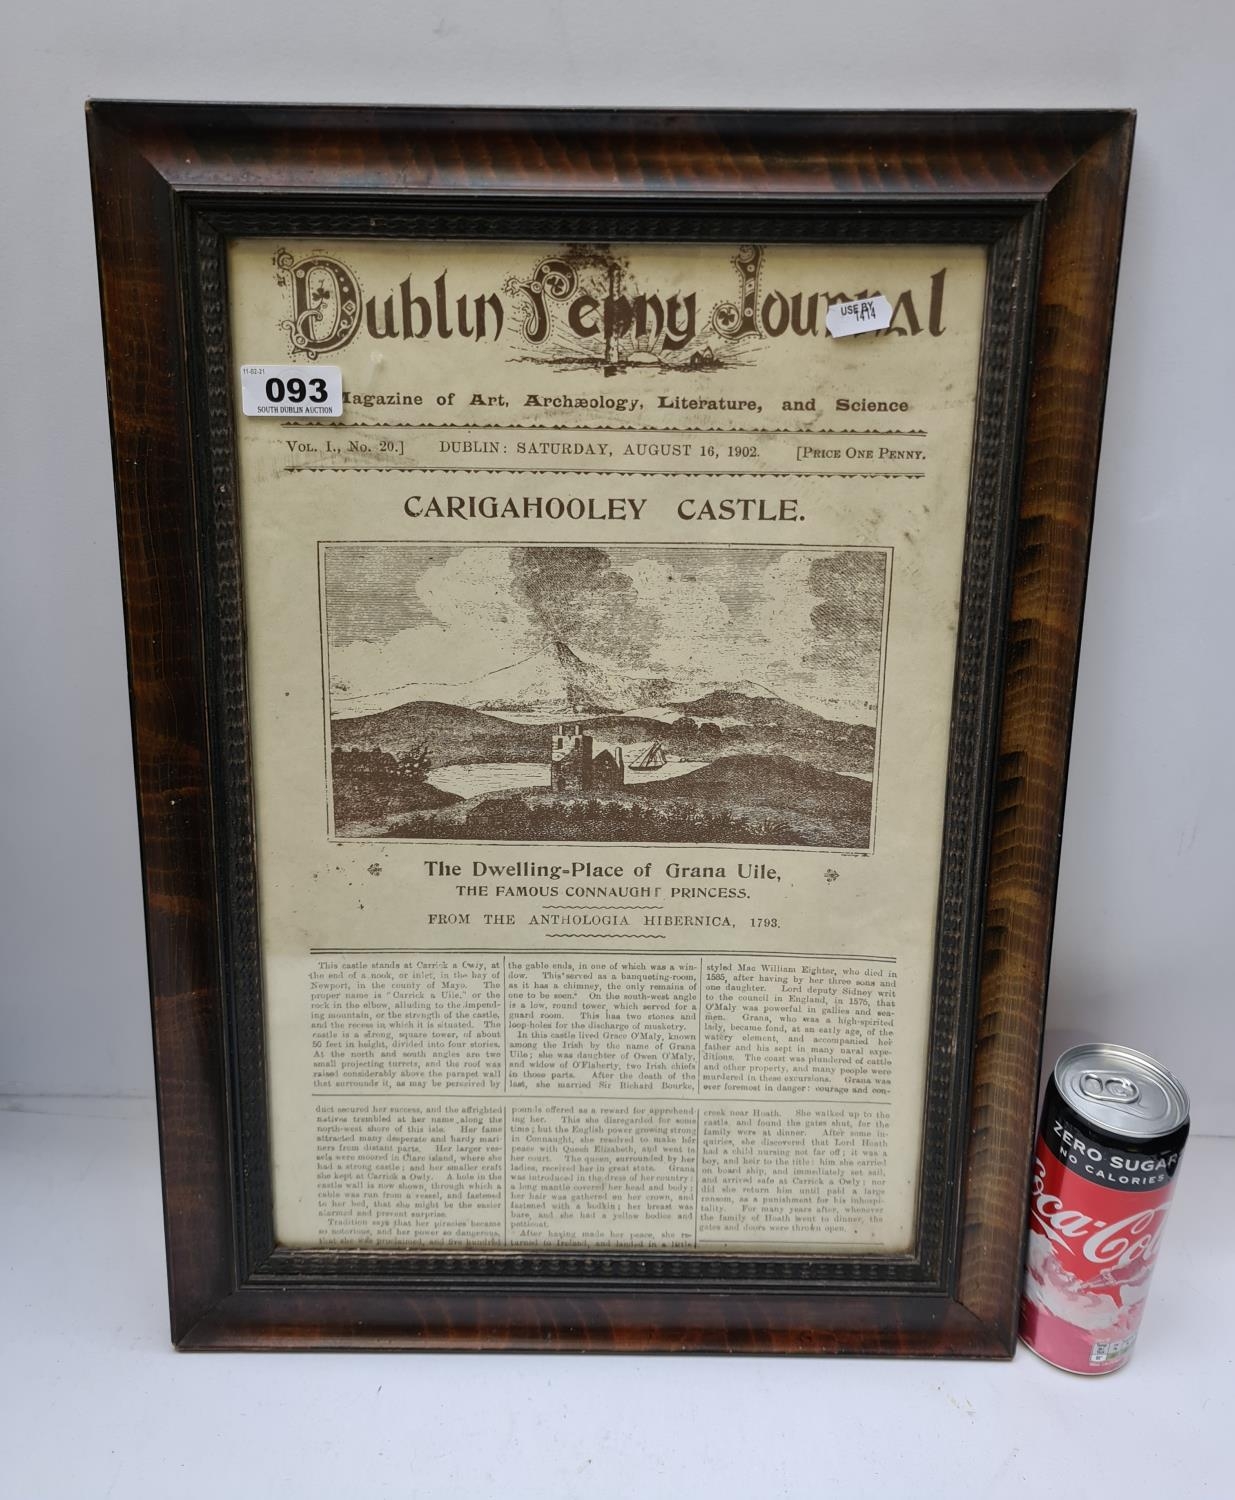 Dublin Penny Journal
USE BY
1414
11-02-21
093
SOUTH DUBLIN AUCTION
Magazine of Art, Archæology, Literature, and Science
VOL. I., No. 20.] DUBLIN: SATURDAY, AUGUST 16, 1902. [PRICE ONE PENNY.
CARIGAHOOLEY CASTLE.
The Dwelling-Place of Grana Uile,
THE FAMOUS CONNAUGHT PRINCESS.
FROM THE ANTHOLOGIA HIBERNICA, 1793.
This castle stands at Carrick a Owly, at
the end of a nook, or inlet, in the bay of
Newport, in the county of Mayo. The
proper name is "Carrick a Uile," or the
rock in the elbow, alluding to the impend-
ing mountain, or the strength of the castle,
and the recess in which it is situated. The
castle is a strong, square tower, of about
50 feet in height, divided into four stories.
At the north and south angles are two
small projecting turrets, and the roof was
raised considerably above the parapet wall
that surrounds it, as may be perceived by
the gable ends, in one of which was a win-
dow. This served as a banqueting-room,
as it has a chimney, the only remains of
one to be seen. On the south-west angle
is a low, round tower, which served for a
guard room. This has two stones and
loop-holes for the discharge of musketry.
In this castle lived Grace O'Maly, known
among the Irish by the name of Grana
Uile; she was daughter of Owen O'Maly,
and widow of O'Flaherty, two Irish chiefs
in those parts. After the death of the
last, she married Sir Richard Bourke,
styled Mac William Eighter, who died in
1585, after having by her three sons and
one daughter. Lord deputy Sidney writ
to the council in England, in 1576, that
O'Maly was powerful in gallies and sea-
men. Grana, who was a high-spirited
lady, became fond, at an early age, of the
watery element, and accompanied her
father and his sept in many naval expe-
ditions. The coast was plundered of cattle
and other property, and many people were
murdered in these excursions. Grana was
ever foremost in danger: courage and con-
duct secured her success, and the affrighted
natives trembled at her name along the
north-west shore of this isle. Her fame
attracted many desperate and hardy mari-
ners from distant parts. Her larger ves-
sels were moored in Clare island, where she
had a strong castle; and her smaller craft
she kept at Carrick a Owly. A hole in the
castle wall is now shown, through which a
cable was run from a vessel, and fastened
to her bed, that she might be the easier
alarmed and prevent surprise.
Tradition says that her piracies became
so notorious, and her power so dangerous,
that she was proclaimed, and five hundred
pounds offered as a reward for apprehend-
ing her. This she disregarded for some
time; but the English power growing strong
in Connaught, she resolved to make her
peace with Queen Elizabeth, and went to
her court. The queen, surrounded by her
ladies, received her in great state. Grana
was introduced in the dress of her country;
a long mantle covered her head and body;
her hair was gathered on her crown, and
fastened with a bodkin; her breast was
bare, and she had a yellow bodice and
petticoat.
After having made her peace, she re-
turned to Ireland, and landed in a little
creek near Hoath. She walked up to the
castle, and found the gates shut, for the
family were at dinner. After some in-
quiries, she discovered that Lord Hoath
had a child nursing not far off; it was a
boy, and heir to the title: him she carried
on board ship, and immediately set sail,
and arrived safe at Carrick a Owly; nor
did she return him until paid a large
ransom, as a punishment for his inhospi-
tality. For many years after, whenever
the family of Hoath went to dinner, the
gates and doors were thrown open.
ZERO SUGAR
NO CALORIES
Coca-Cola